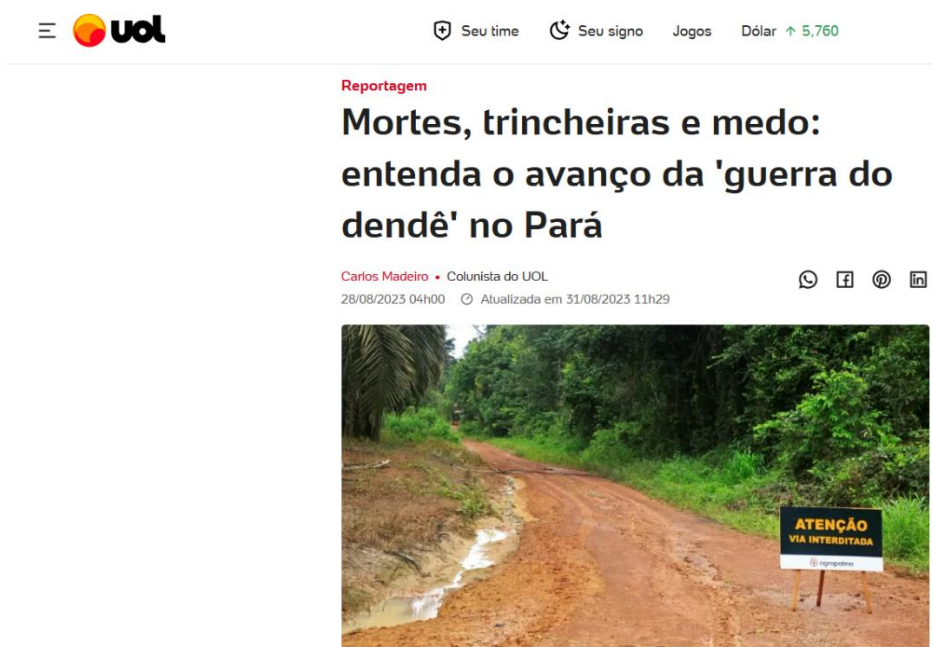 uol
Seu time Seu signo Jogos Dólar ↑ 5,760
Reportagem
Mortes, trincheiras e medo:
entenda o avanço da 'guerra do
dendê' no Pará
Carlos Madeiro • Colunista do UOL
28/08/2023 04h00 Atualizada em 31/08/2023 11h29
ATENÇÃO
VIA INTERDITADA
agropalma